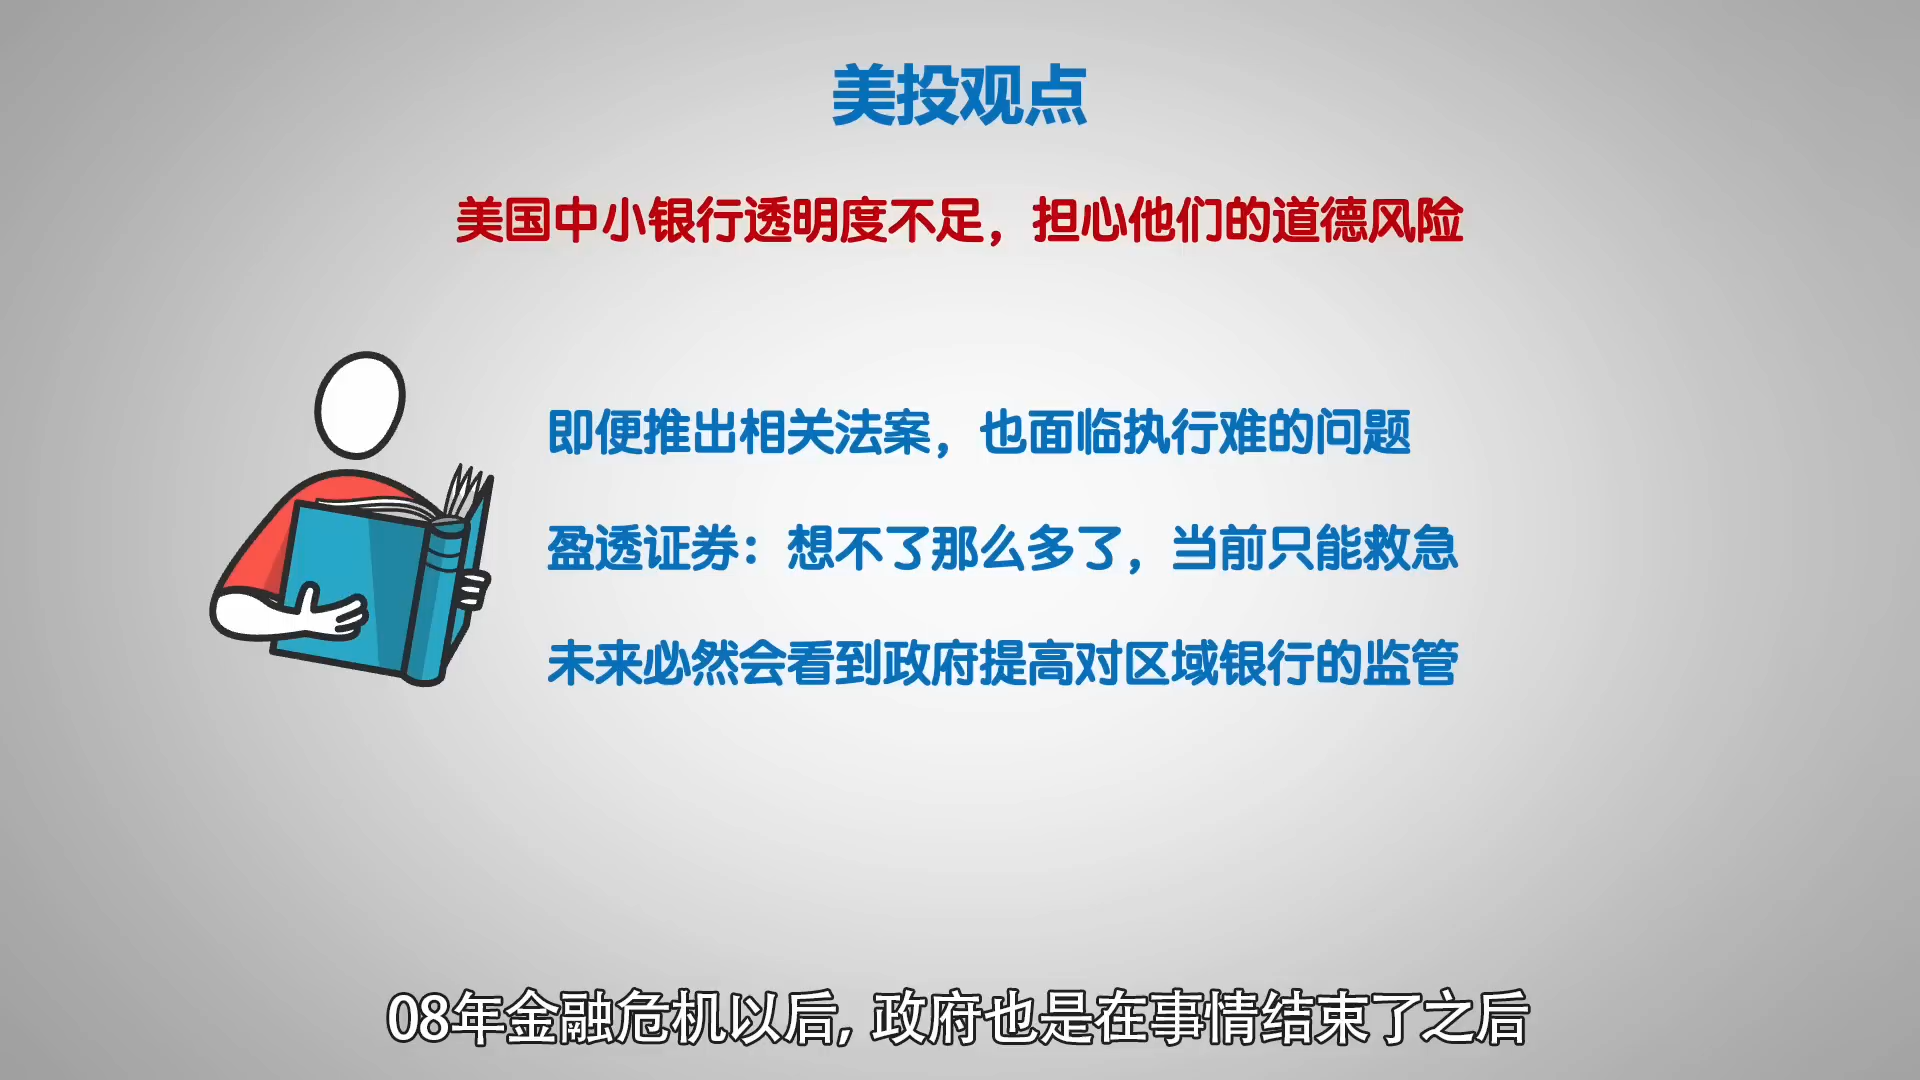 美投观点
美国中小银行透明度不足，担心他们的道德风险
即便推出相关法案，也面临执行难的问题
盈透证券：想不了那么多了，当前只能救急
未来必然会看到政府提高对区域银行的监管
08年金融危机以后, 政府也是在事情结束了之后